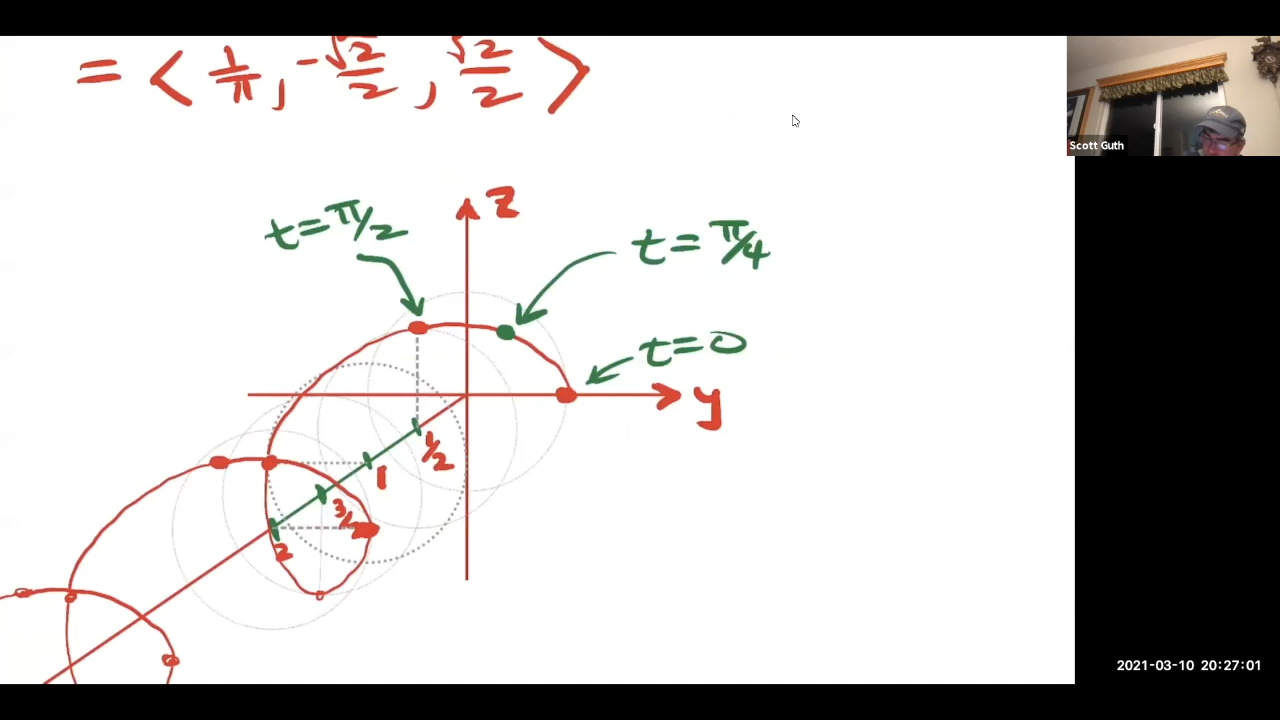 = ⟨ 1/π, -√2/2, √2/2 ⟩
Scott Guth
z
t=π/2
t=π/4
t=0
y
1/2
1
3/2
2
2021-03-10 20:27:01